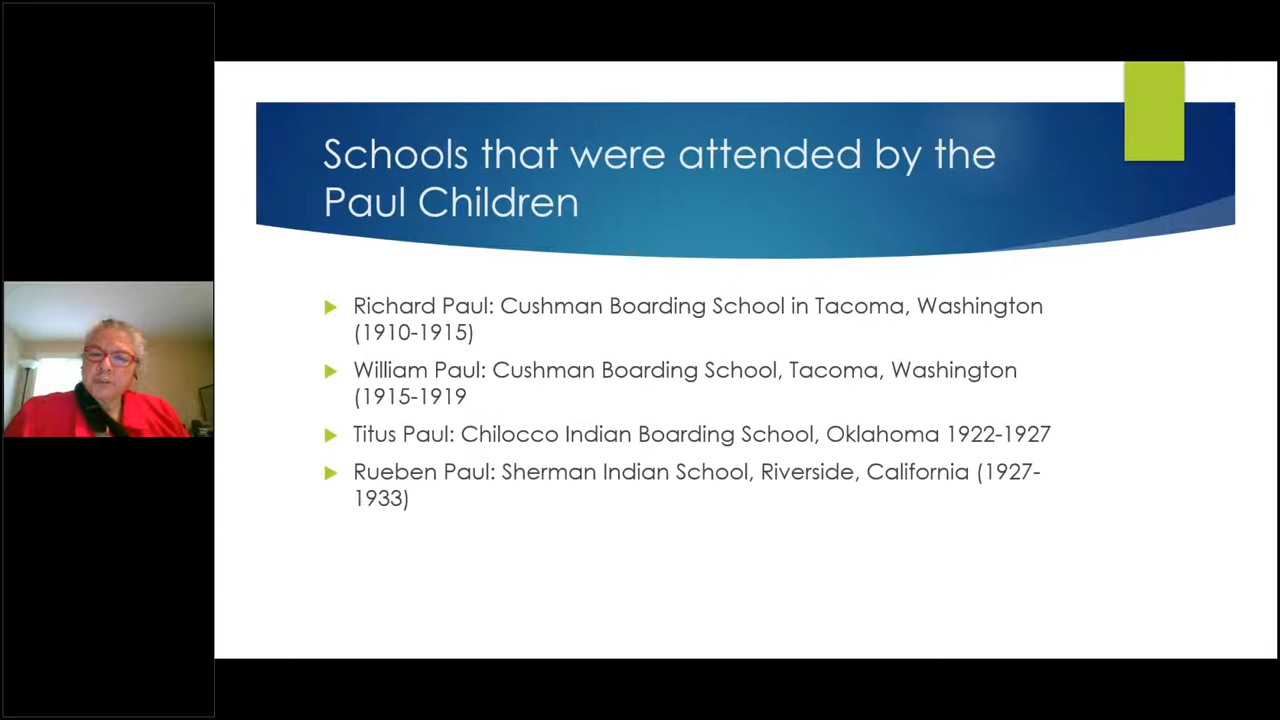 Schools that were attended by the
Paul Children
Richard Paul: Cushman Boarding School in Tacoma, Washington
(1910-1915)
William Paul: Cushman Boarding School, Tacoma, Washington
(1915-1919
Titus Paul: Chilocco Indian Boarding School, Oklahoma 1922-1927
Rueben Paul: Sherman Indian School, Riverside, California (1927-
1933)